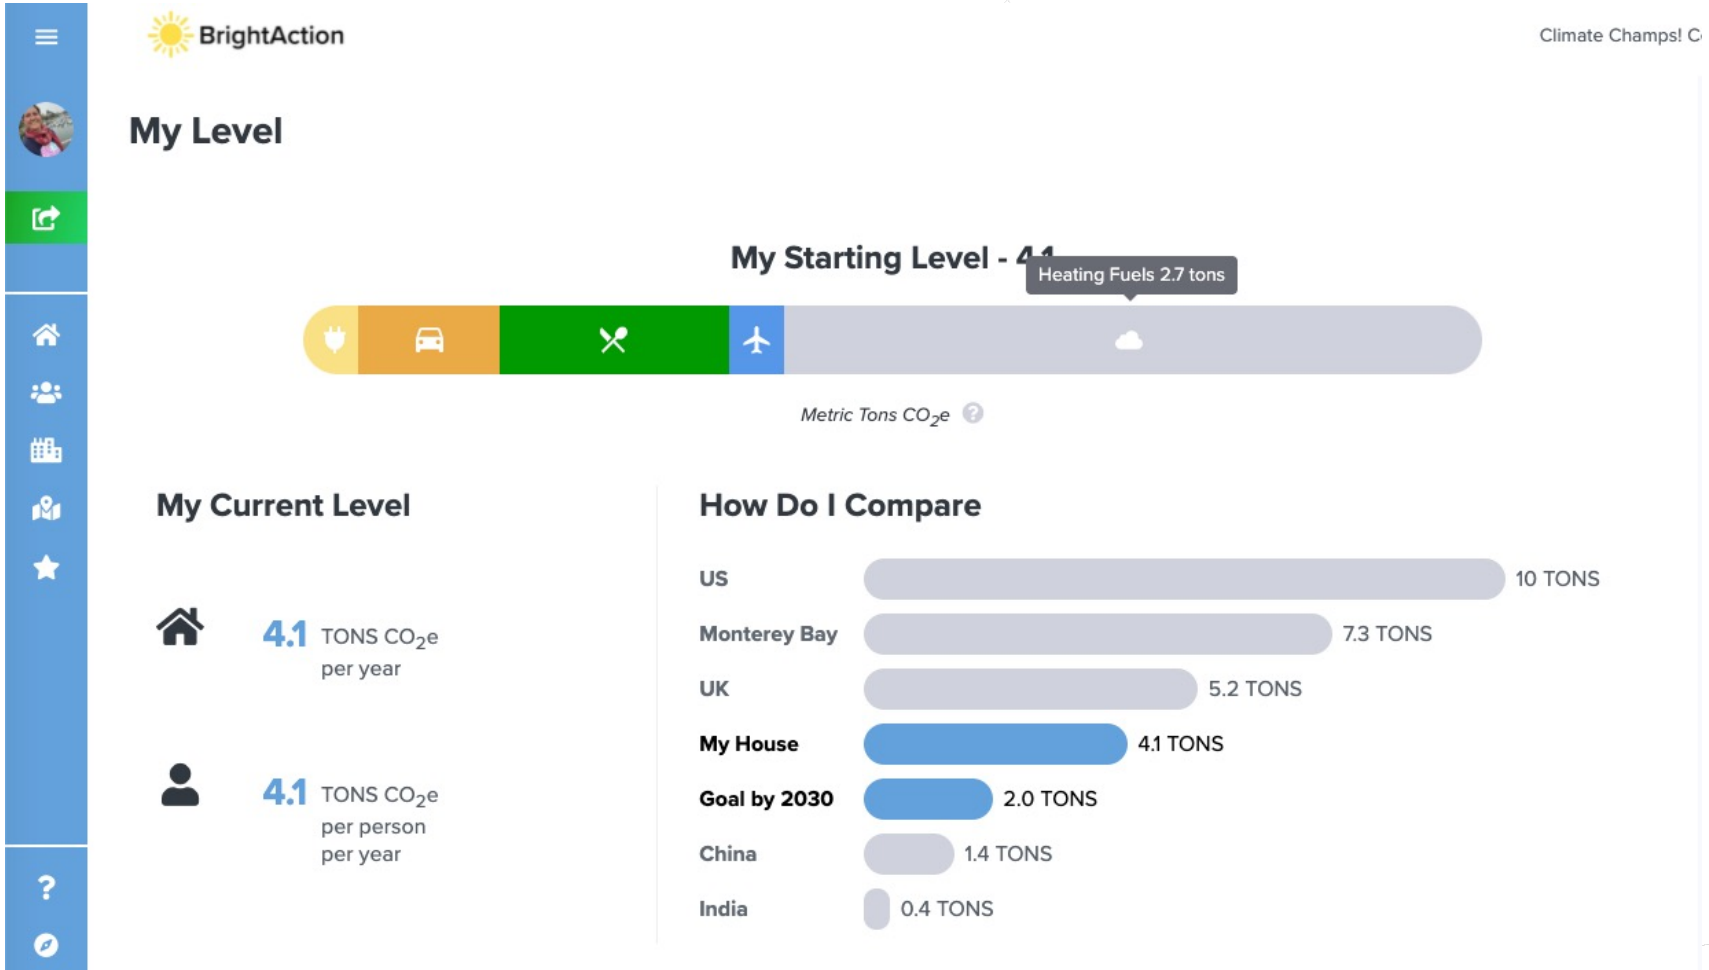 BrightAction
Climate Champs!
My Level
My Starting Level - 4.1
Heating Fuels 2.7 tons
Metric Tons CO2e ?
My Current Level
4.1 TONS CO2e
per year
4.1 TONS CO2e
per person
per year
How Do I Compare
US 10 TONS
Monterey Bay 7.3 TONS
UK 5.2 TONS
My House 4.1 TONS
Goal by 2030 2.0 TONS
China 1.4 TONS
India 0.4 TONS
?